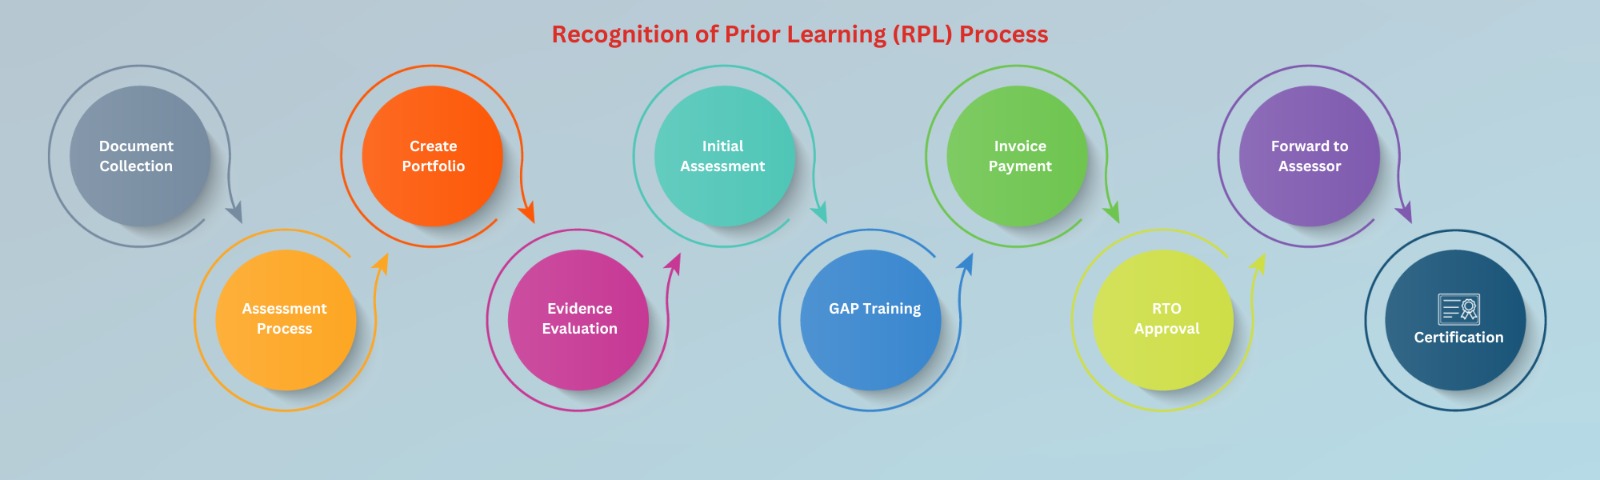 Recognition of Prior Learning (RPL) Process
Document
Collection
Assessment
Process
Create
Portfolio
Evidence
Evaluation
Initial
Assessment
GAP Training
Invoice
Payment
RTO
Approval
Forward to
Assessor
Certification